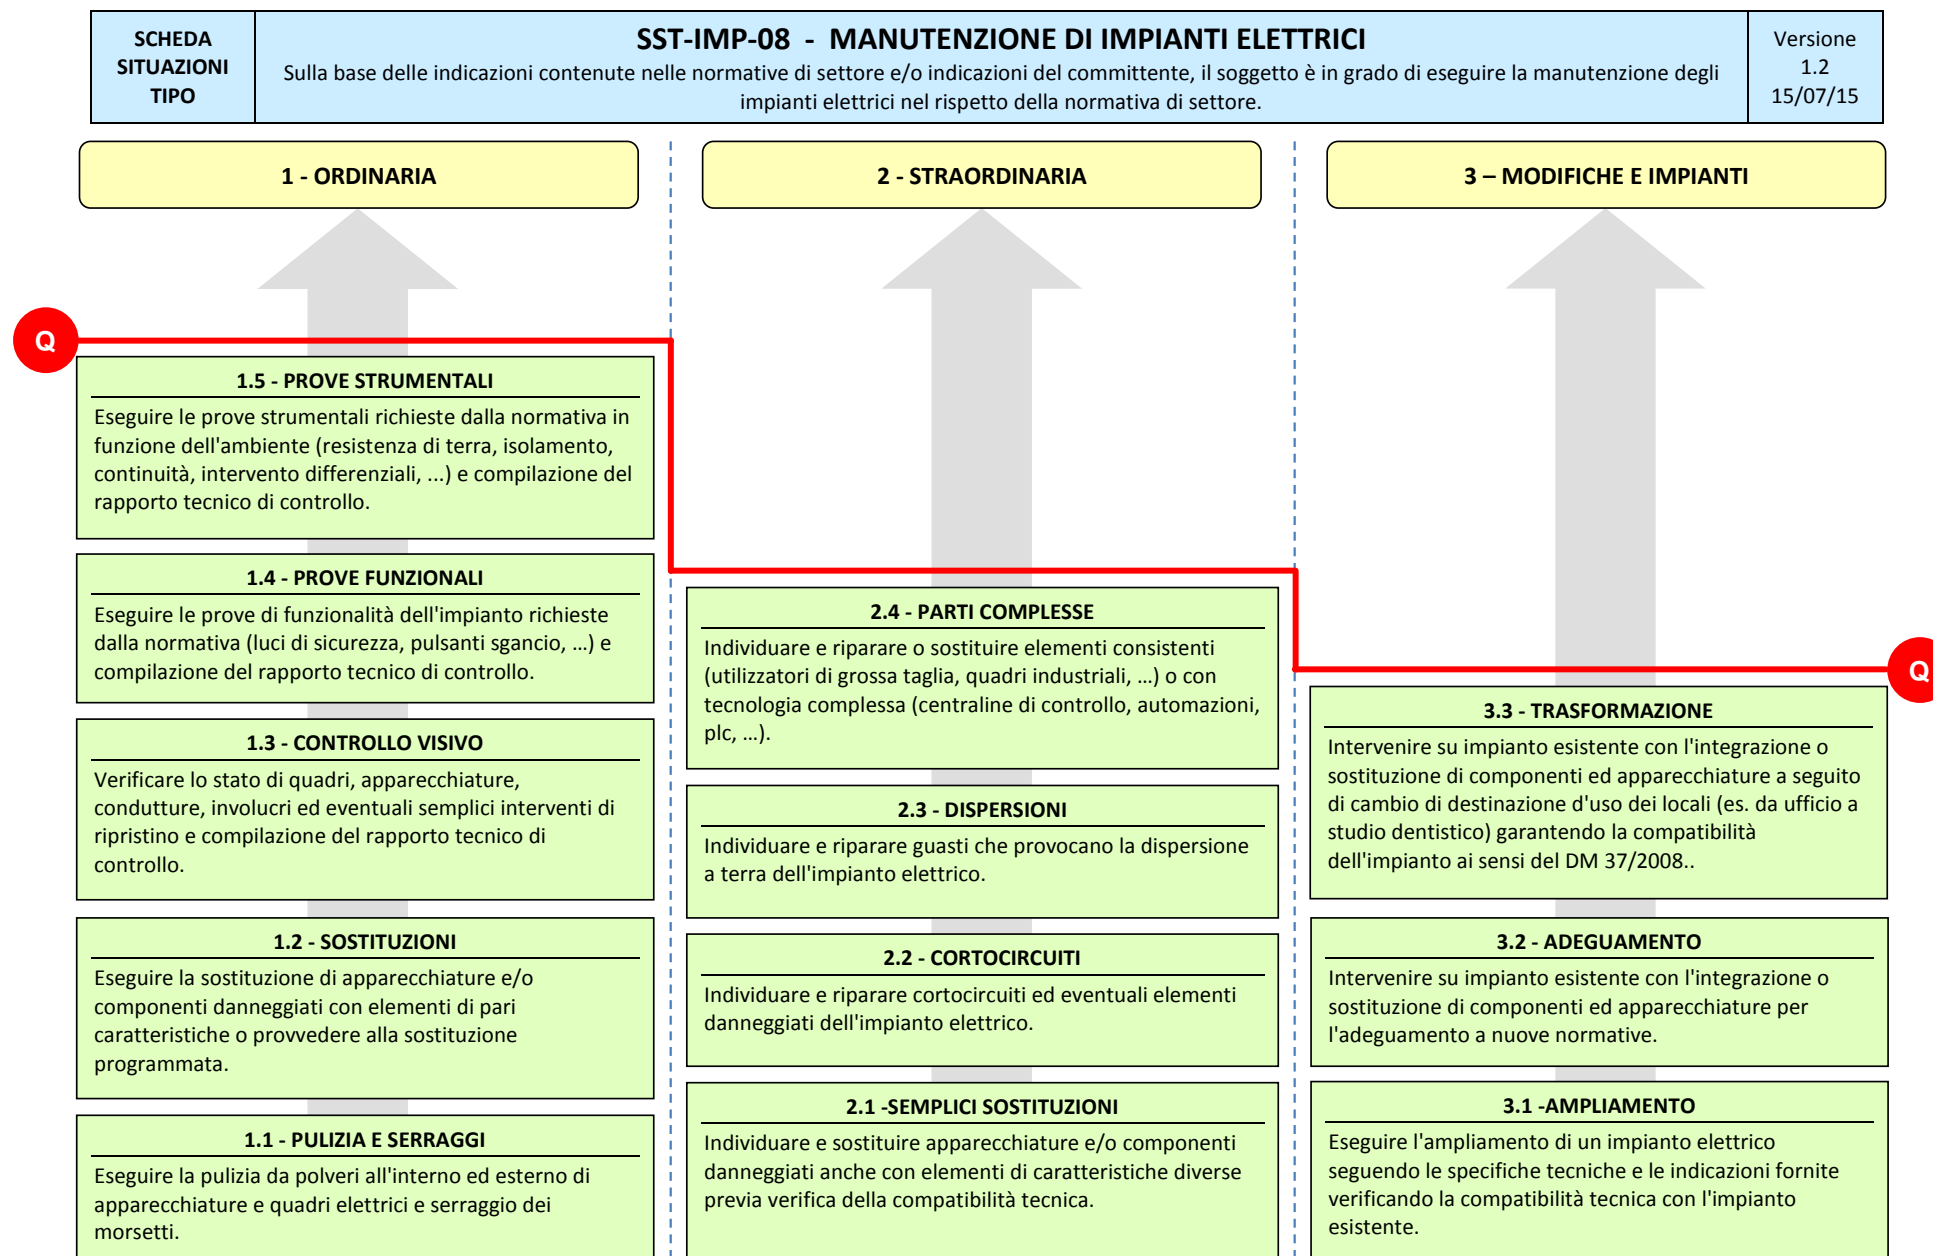 SCHEDA
SITUAZIONI
TIPO
SST-IMP-08 - MANUTENZIONE DI IMPIANTI ELETTRICI
Sulla base delle indicazioni contenute nelle normative di settore e/o indicazioni del committente, il soggetto è in grado di eseguire la manutenzione degli
impianti elettrici nel rispetto della normativa di settore.
Versione
1.2
15/07/15
1 - ORDINARIA
Q
1.5 - PROVE STRUMENTALI
Eseguire le prove strumentali richieste dalla normativa in
funzione dell'ambiente (resistenza di terra, isolamento,
continuità, intervento differenziali, ...) e compilazione del
rapporto tecnico di controllo.
1.4 - PROVE FUNZIONALI
Eseguire le prove di funzionalità dell'impianto richieste
dalla normativa (luci di sicurezza, pulsanti sgancio, ...) e
compilazione del rapporto tecnico di controllo.
1.3 - CONTROLLO VISIVO
Verificare lo stato di quadri, apparecchiature,
condutture, involucri ed eventuali semplici interventi di
ripristino e compilazione del rapporto tecnico di
controllo.
1.2 - SOSTITUZIONI
Eseguire la sostituzione di apparecchiature e/o
componenti danneggiati con elementi di pari
caratteristiche o provvedere alla sostituzione
programmata.
1.1 - PULIZIA E SERRAGGI
Eseguire la pulizia da polveri all'interno ed esterno di
apparecchiature e quadri elettrici e serraggio dei
morsetti.
2 - STRAORDINARIA
2.4 - PARTI COMPLESSE
Individuare e riparare o sostituire elementi consistenti
(utilizzatori di grossa taglia, quadri industriali, ...) o con
tecnologia complessa (centraline di controllo, automazioni,
plc, ...).
2.3 - DISPERSIONI
Individuare e riparare guasti che provocano la dispersione
a terra dell'impianto elettrico.
2.2 - CORTOCIRCUITI
Individuare e riparare cortocircuiti ed eventuali elementi
danneggiati dell'impianto elettrico.
2.1 -SEMPLICI SOSTITUZIONI
Individuare e sostituire apparecchiature e/o componenti
danneggiati anche con elementi di caratteristiche diverse
previa verifica della compatibilità tecnica.
3 – MODIFICHE E IMPIANTI
Q
3.3 - TRASFORMAZIONE
Intervenire su impianto esistente con l'integrazione o
sostituzione di componenti ed apparecchiature a seguito
di cambio di destinazione d'uso dei locali (es. da ufficio a
studio dentistico) garantendo la compatibilità
dell'impianto ai sensi del DM 37/2008..
3.2 - ADEGUAMENTO
Intervenire su impianto esistente con l'integrazione o
sostituzione di componenti ed apparecchiature per
l'adeguamento a nuove normative.
3.1 -AMPLIAMENTO
Eseguire l'ampliamento di un impianto elettrico
seguendo le specifiche tecniche e le indicazioni fornite
verificando la compatibilità tecnica con l'impianto
esistente.